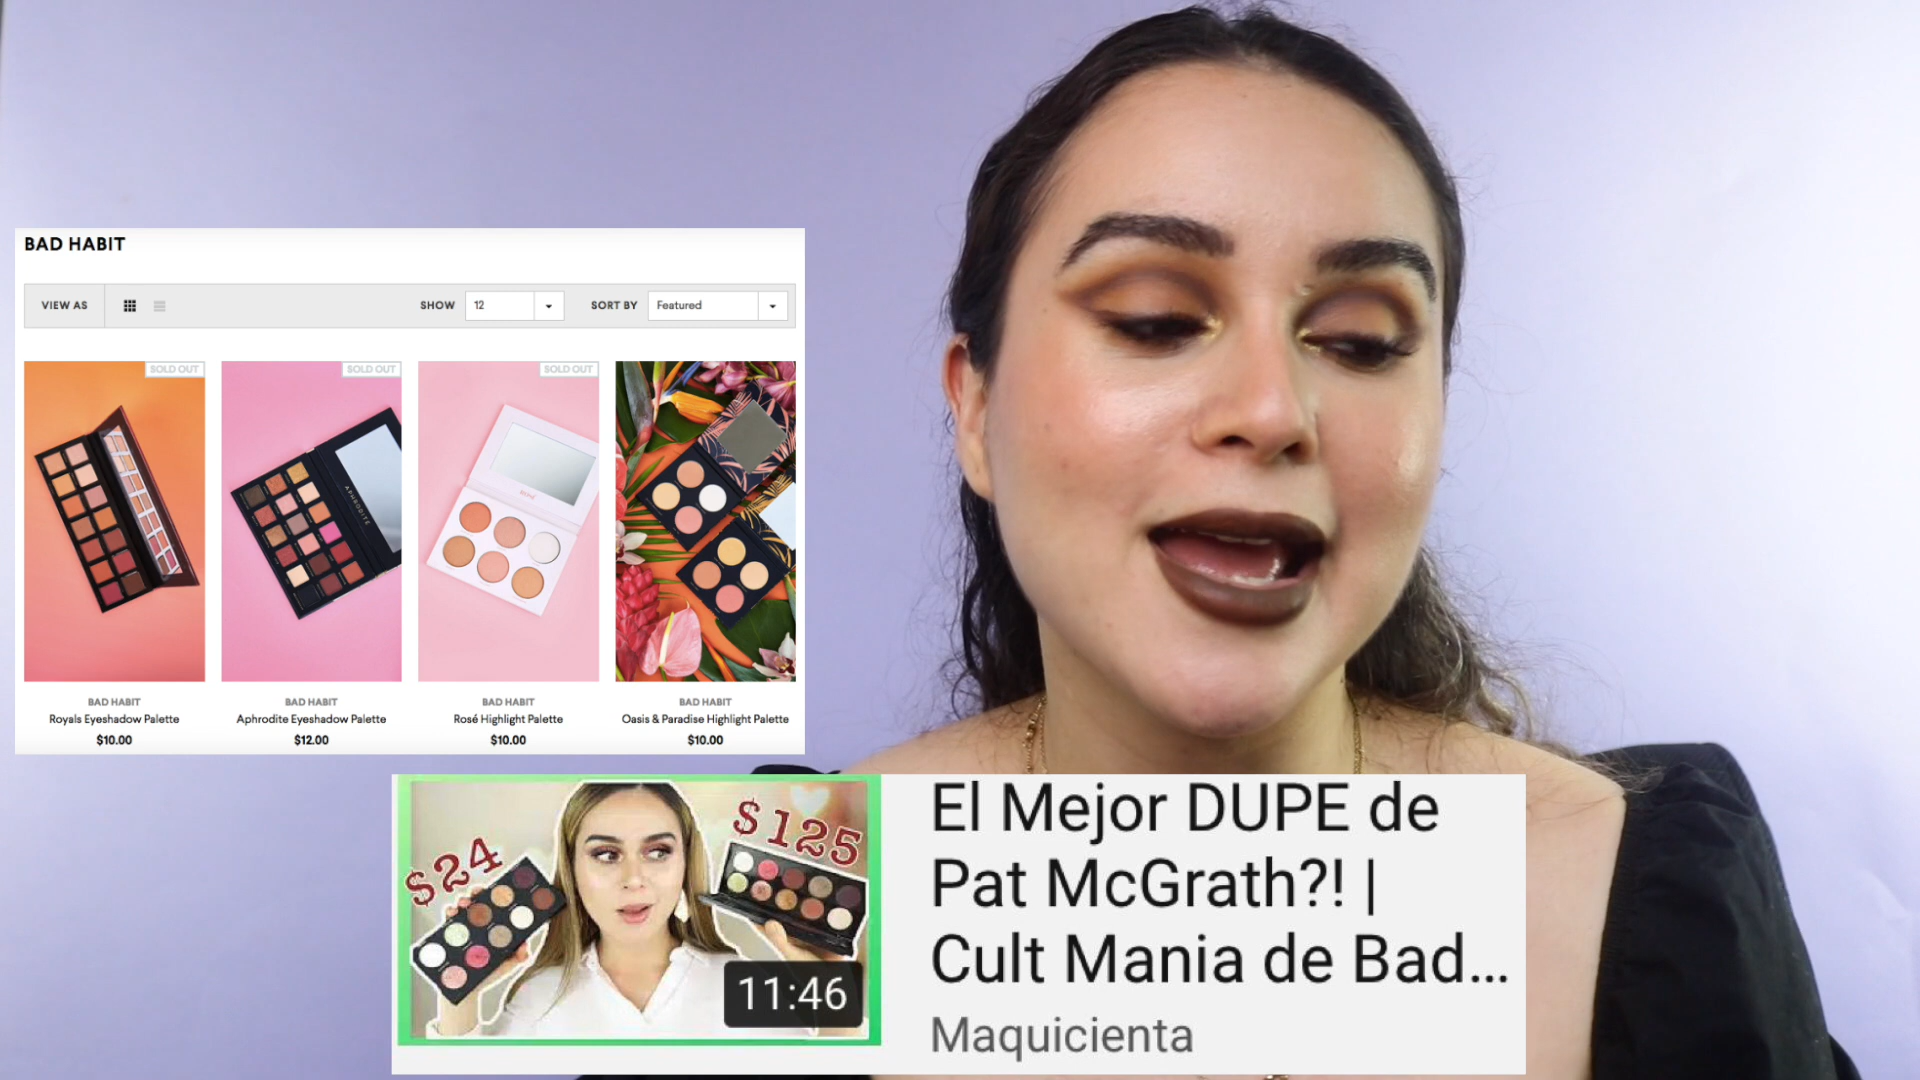 BAD HABIT
VIEW AS
SHOW 12
SORT BY Featured
SOLD OUT
SOLD OUT
SOLD OUT
APHRODITE
BAD HABIT
Royals Eyeshadow Palette
$10.00
BAD HABIT
Aphrodite Eyeshadow Palette
$12.00
BAD HABIT
Rosé Highlight Palette
$10.00
BAD HABIT
Oasis & Paradise Highlight Palette
$10.00
$24
$125
11:46
El Mejor DUPE de
Pat McGrath?! |
Cult Mania de Bad...
Maquicienta